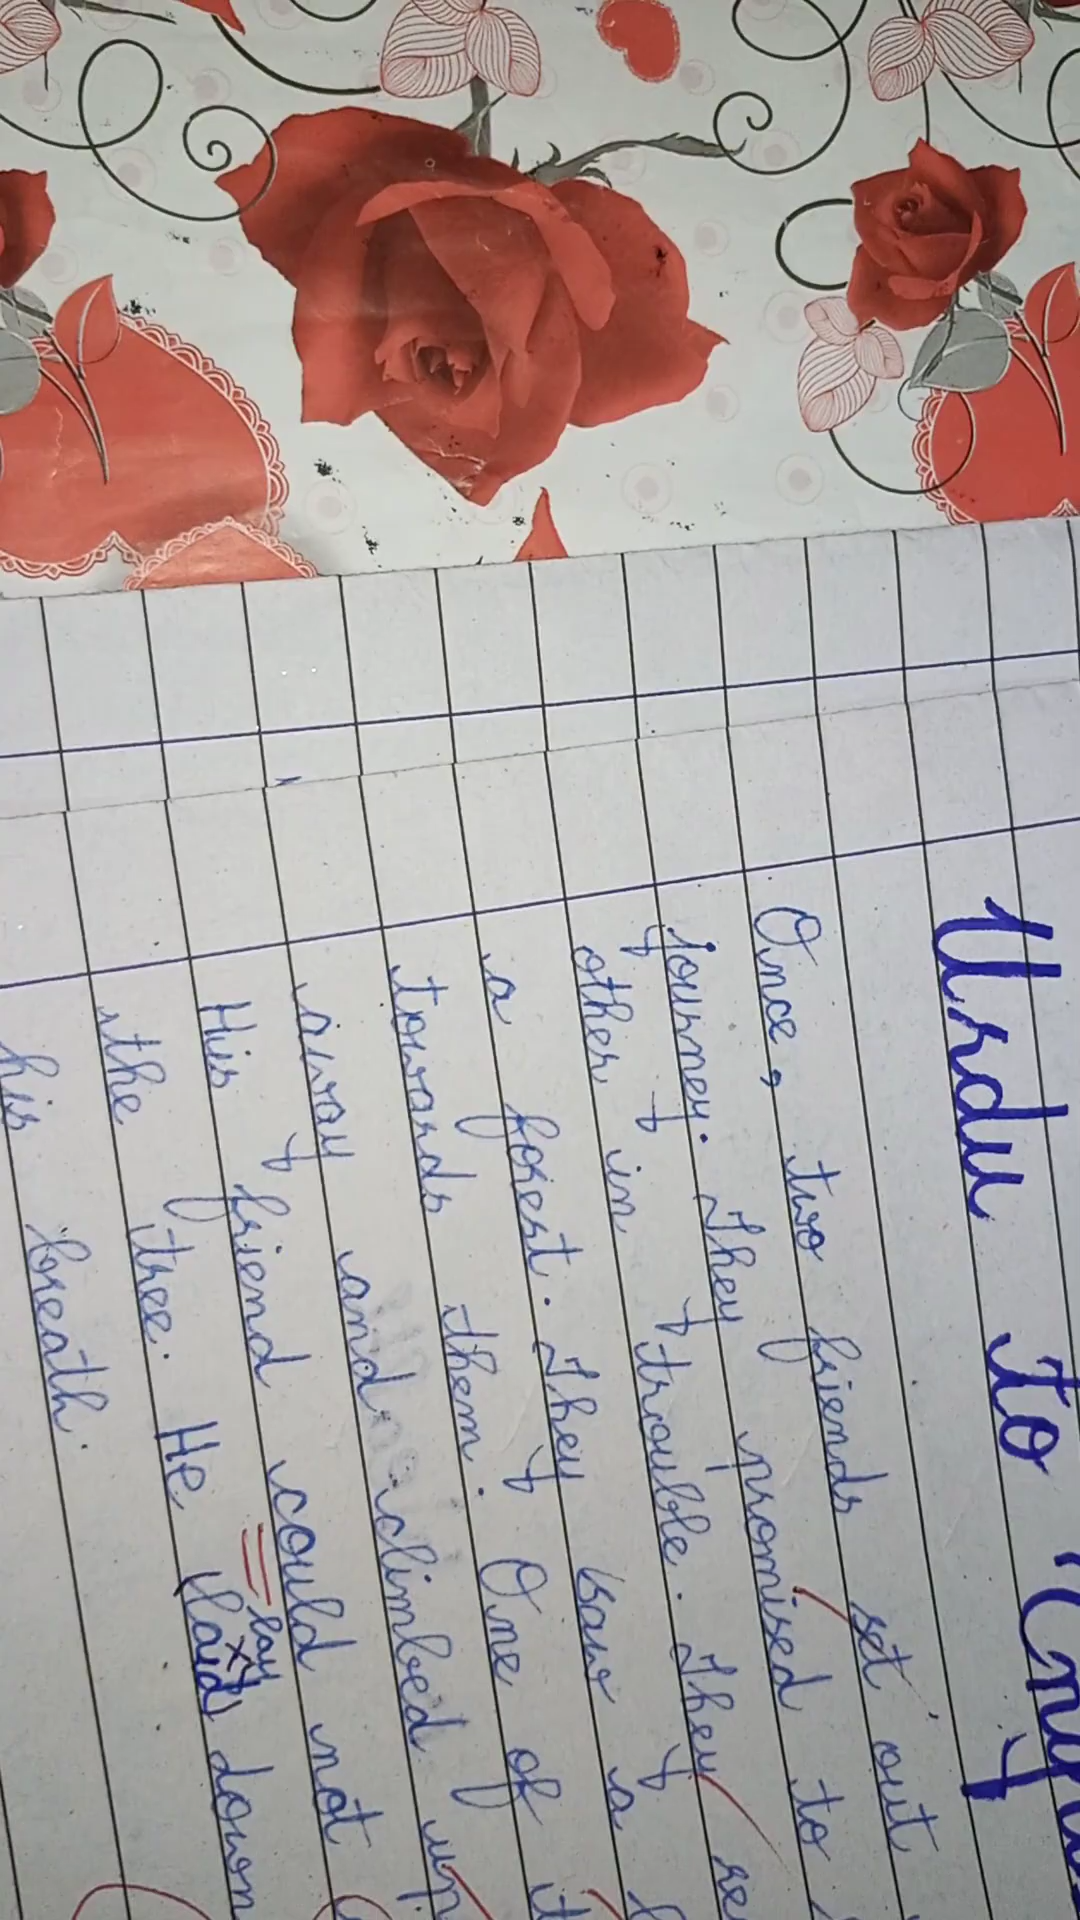 Urdu to
Once, two friends set out
journey. They promised to
other in trouble. They
a forest. They saw a
towards them. One of
away and climbed up
His friend could not
lay
the tree. He laid down
his breath.